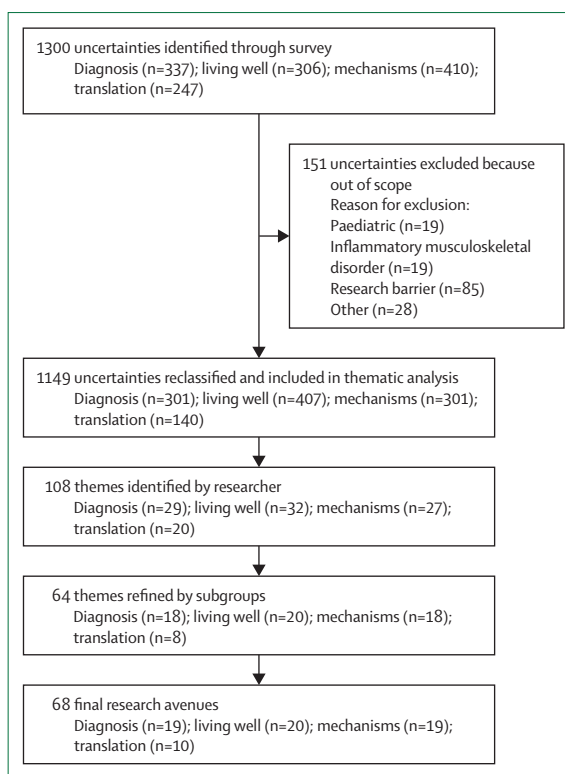 1300 uncertainties identified through survey
Diagnosis (n=337); living well (n=306); mechanisms (n=410);
translation (n=247)
151 uncertainties excluded because
out of scope
Reason for exclusion:
Paediatric (n=19)
Inflammatory musculoskeletal
disorder (n=19)
Research barrier (n=85)
Other (n=28)
1149 uncertainties reclassified and included in thematic analysis
Diagnosis (n=301); living well (n=407); mechanisms (n=301);
translation (n=140)
108 themes identified by researcher
Diagnosis (n=29); living well (n=32); mechanisms (n=27);
translation (n=20)
64 themes refined by subgroups
Diagnosis (n=18); living well (n=20); mechanisms (n=18);
translation (n=8)
68 final research avenues
Diagnosis (n=19); living well (n=20); mechanisms (n=19);
translation (n=10)